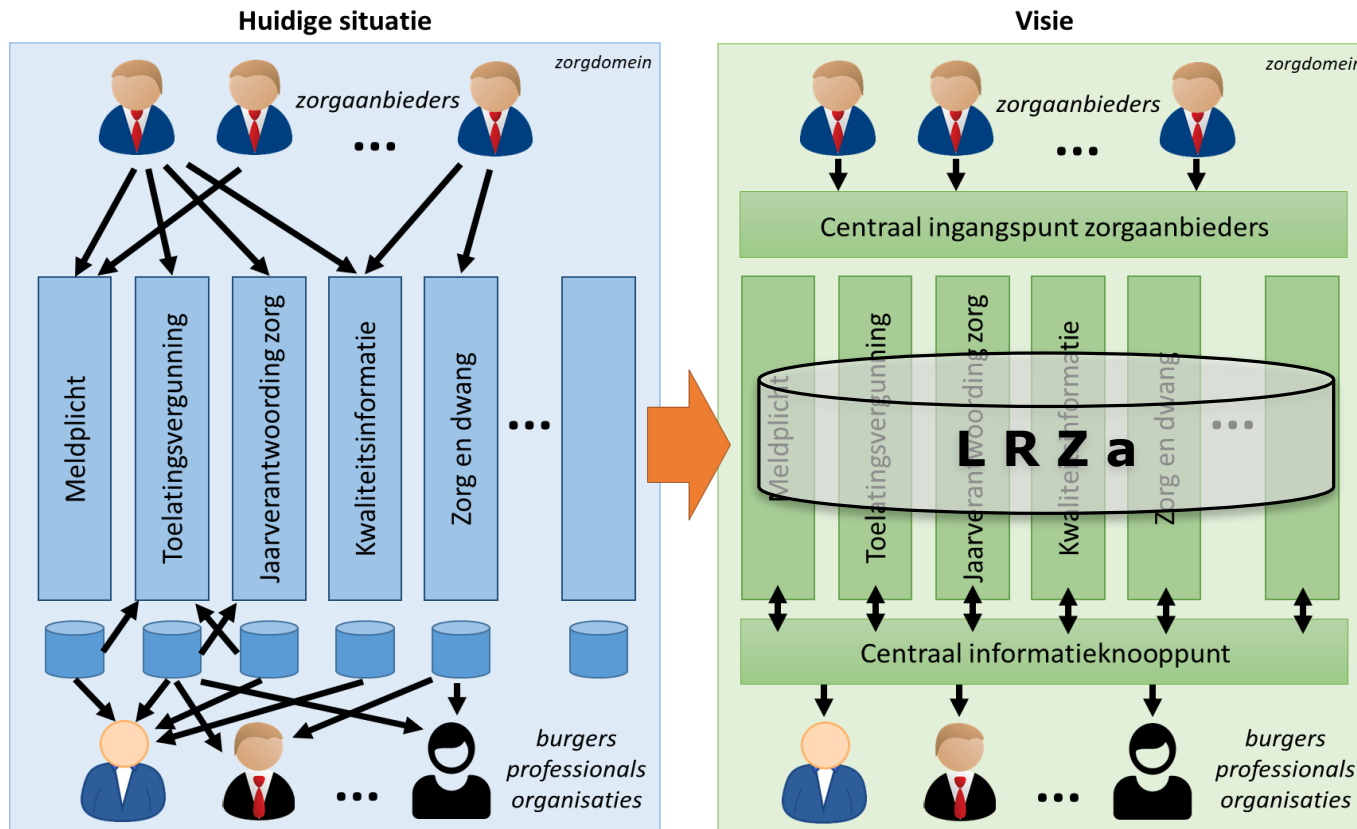 Huidige situatie
zorgdomein
zorgaanbieders
...
Meldplicht
Toelatingsvergunning
Jaarverantwoording zorg
Kwaliteitsinformatie
Zorg en dwang
...
...
burgers
professionals
organisaties
Visie
zorgdomein
zorgaanbieders
...
Centraal ingangspunt zorgaanbieders
Meldplicht
Toelatingsvergunning
Jaarverantwoording zorg
Kwaliteitsinformatie
Zorg en dwang
...
L R Z a
Centraal informatieknooppunt
...
burgers
professionals
organisaties